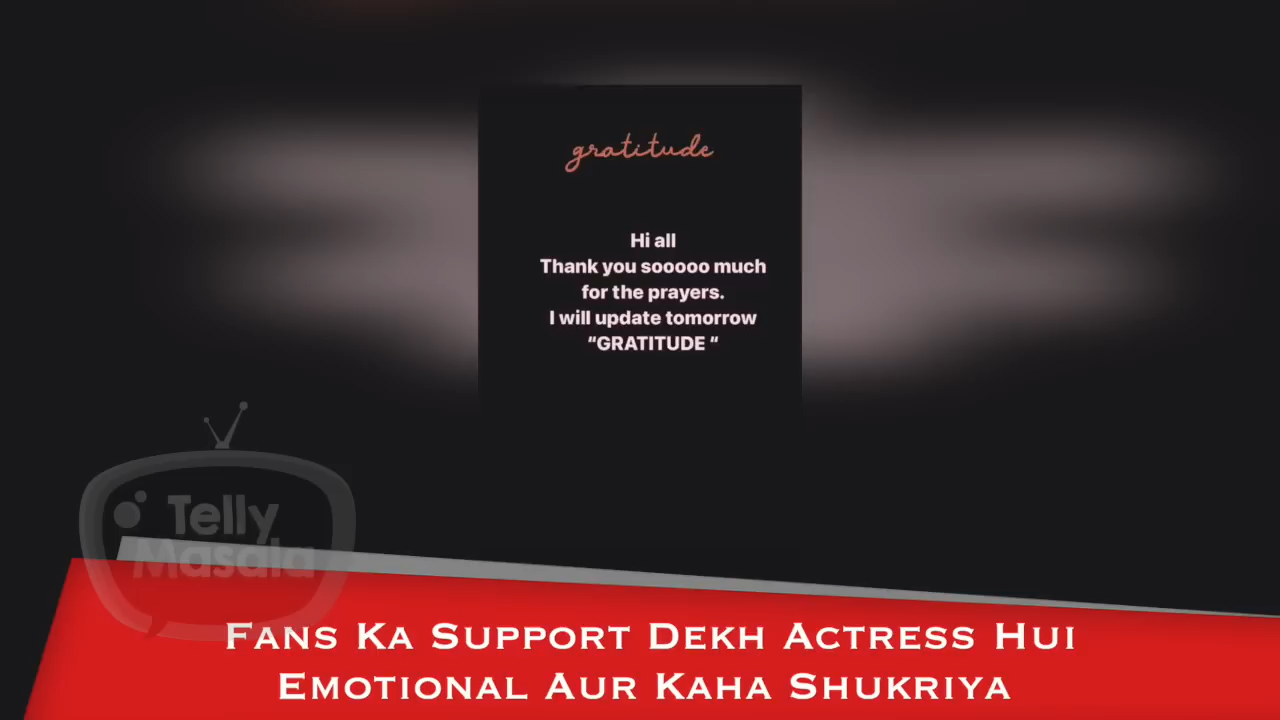 gratitude
Hi all
Thank you sooooo much
for the prayers.
I will update tomorrow
“GRATITUDE “
Telly
Masala
FANS KA SUPPORT DEKH ACTRESS HUI
EMOTIONAL AUR KAHA SHUKRIYA